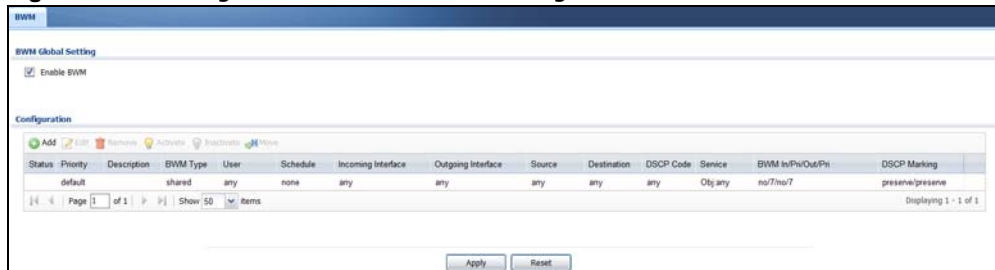 BWM
BWM Global Setting
Enable BWM
Configuration
Add Edit Remove Activate Inactivate Move
Status Priority Description BWM Type User Schedule Incoming Interface Outgoing Interface Source Destination DSCP Code Service BWM In/Pri/Out/Pri DSCP Marking
default shared any none any any any any any Obj:any no/7/no/7 preserve/preserve
Page 1 of 1 Show 50 items Displaying 1 - 1 of 1
Apply Reset